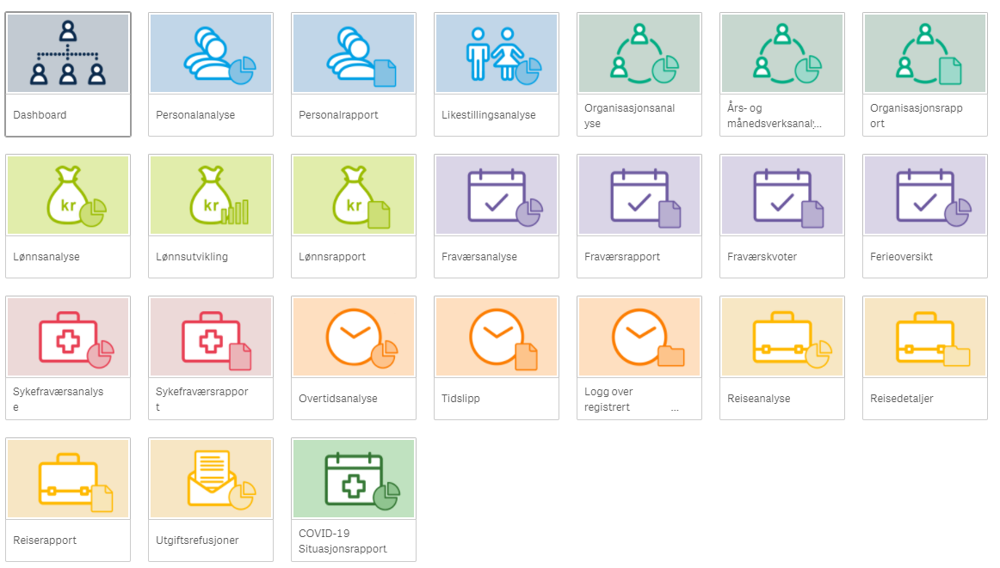 Dashboard
Personalanalyse
Personalrapport
Likestillingsanalyse
Organisasjonsanal
yse
Års- og
månedsverksanaly...
Organisasjonsrapp
ort
kr
Lønnsanalyse
kr
Lønnsutvikling
kr
Lønnsrapport
Fraværsanalyse
Fraværsrapport
Fraværskvoter
Ferieoversikt
Sykefraværsanalys
e
Sykefraværsrappor
t
Overtidsanalyse
Tidslipp
Logg over
registrert ...
Reiseanalyse
Reisedetaljer
Reiserapport
Utgiftsrefusjoner
COVID-19
Situasjonsrapport